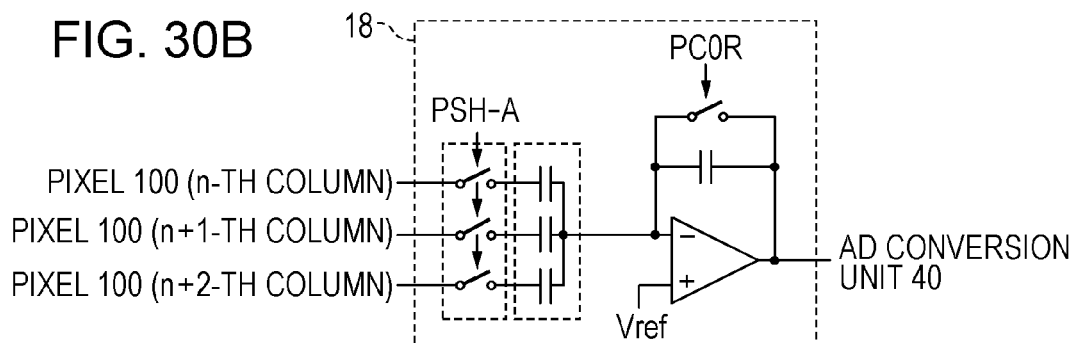 FIG. 30B
18
PC0R
PSH-A
PIXEL 100 (n-TH COLUMN)
PIXEL 100 (n+1-TH COLUMN)
PIXEL 100 (n+2-TH COLUMN)
−
+
Vref
AD CONVERSION
UNIT 40